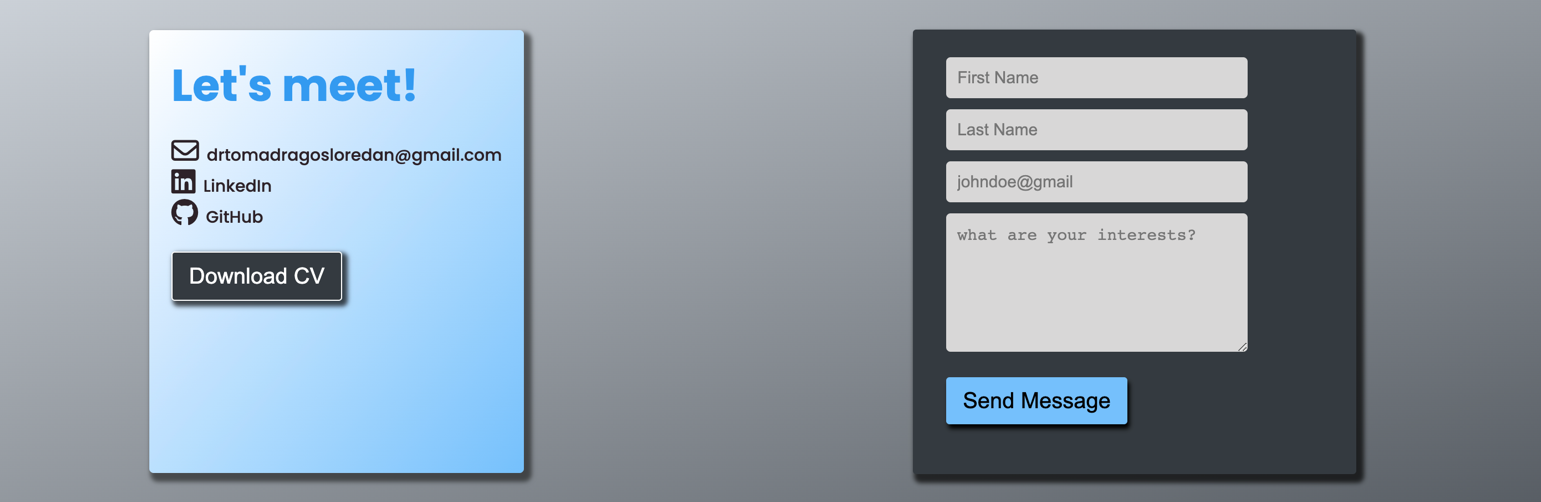 Let's meet!
drtomadragosloredan@gmail.com
LinkedIn
GitHub
Download CV
First Name
Last Name
johndoe@gmail
what are your interests?
Send Message